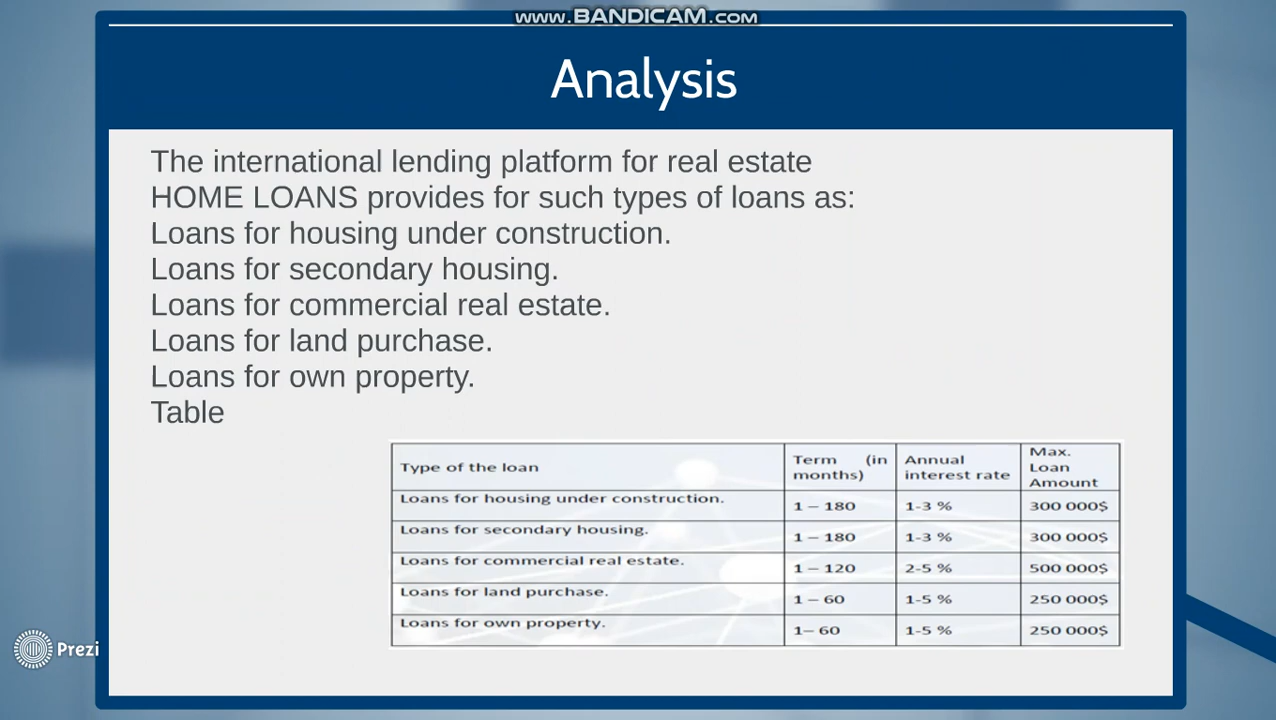 www.BANDICAM.com
Analysis
The international lending platform for real estate
HOME LOANS provides for such types of loans as:
Loans for housing under construction.
Loans for secondary housing.
Loans for commercial real estate.
Loans for land purchase.
Loans for own property.
Table
Type of the loan Term (in months) Annual interest rate Max. Loan Amount
Loans for housing under construction. 1 – 180 1-3 % 300 000$
Loans for secondary housing. 1 – 180 1-3 % 300 000$
Loans for commercial real estate. 1 – 120 2-5 % 500 000$
Loans for land purchase. 1 – 60 1-5 % 250 000$
Loans for own property. 1– 60 1-5 % 250 000$
Prezi